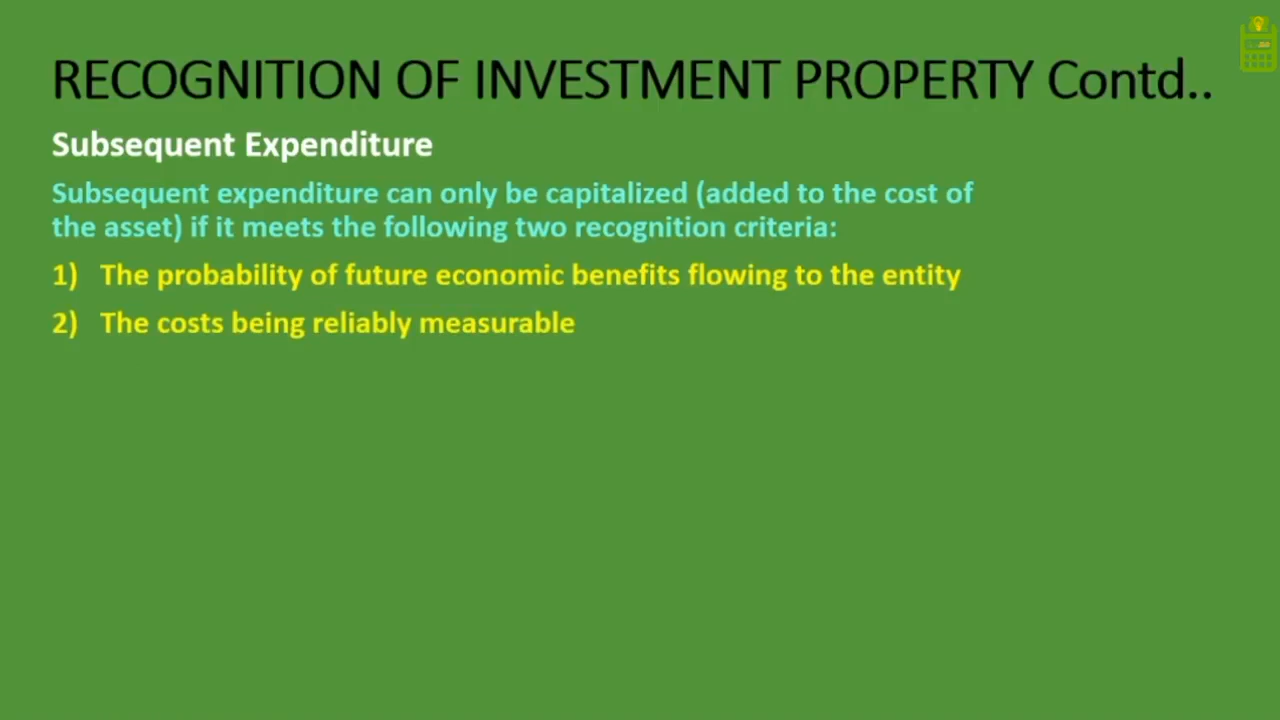 RECOGNITION OF INVESTMENT PROPERTY Contd..
Subsequent Expenditure
Subsequent expenditure can only be capitalized (added to the cost of
the asset) if it meets the following two recognition criteria:
1) The probability of future economic benefits flowing to the entity
2) The costs being reliably measurable